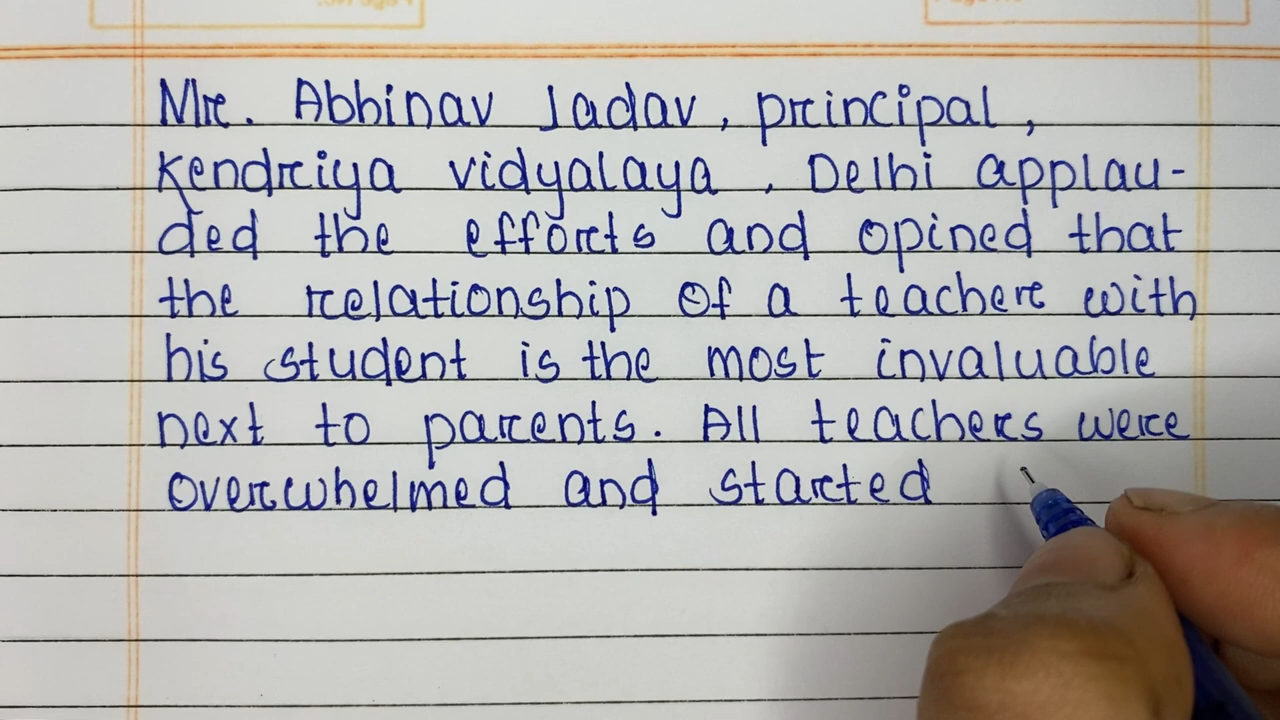 Mr. Abhinav Jadav, principal,
Kendriya vidyalaya, Delhi applau-
ded the efforts and opined that
the relationship of a teacher with
his student is the most invaluable
next to parents. All teachers were
overwhelmed and started